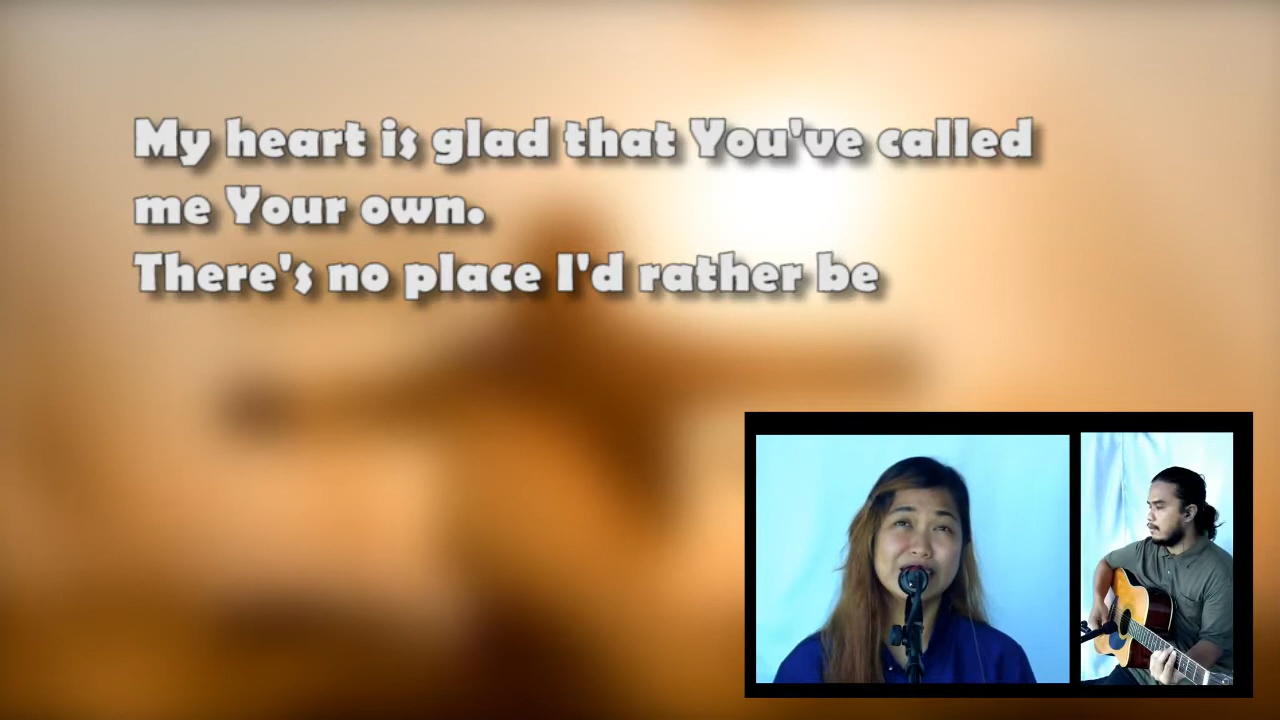 My heart is glad that You've called
me Your own.
There's no place I'd rather be